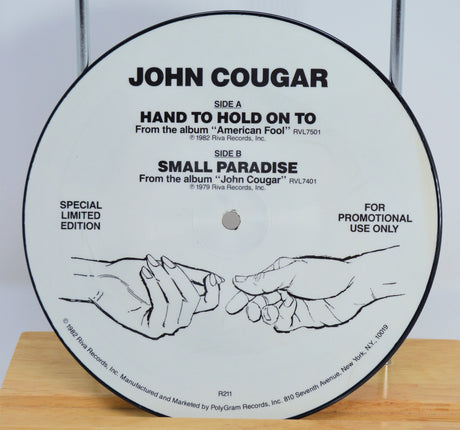 JOHN COUGAR
SIDE A
HAND TO HOLD ON TO
From the album "American Fool" RVL7501
℗ 1982 Riva Records, Inc.
SIDE B
SMALL PARADISE
From the album "John Cougar" RVL7401
℗ 1979 Riva Records, Inc.
SPECIAL
LIMITED
EDITION
FOR
PROMOTIONAL
USE ONLY
© 1982 Riva Records, Inc. Manufactured and Marketed by PolyGram Records, Inc. 810 Seventh Avenue, New York, N.Y. 10019
R211